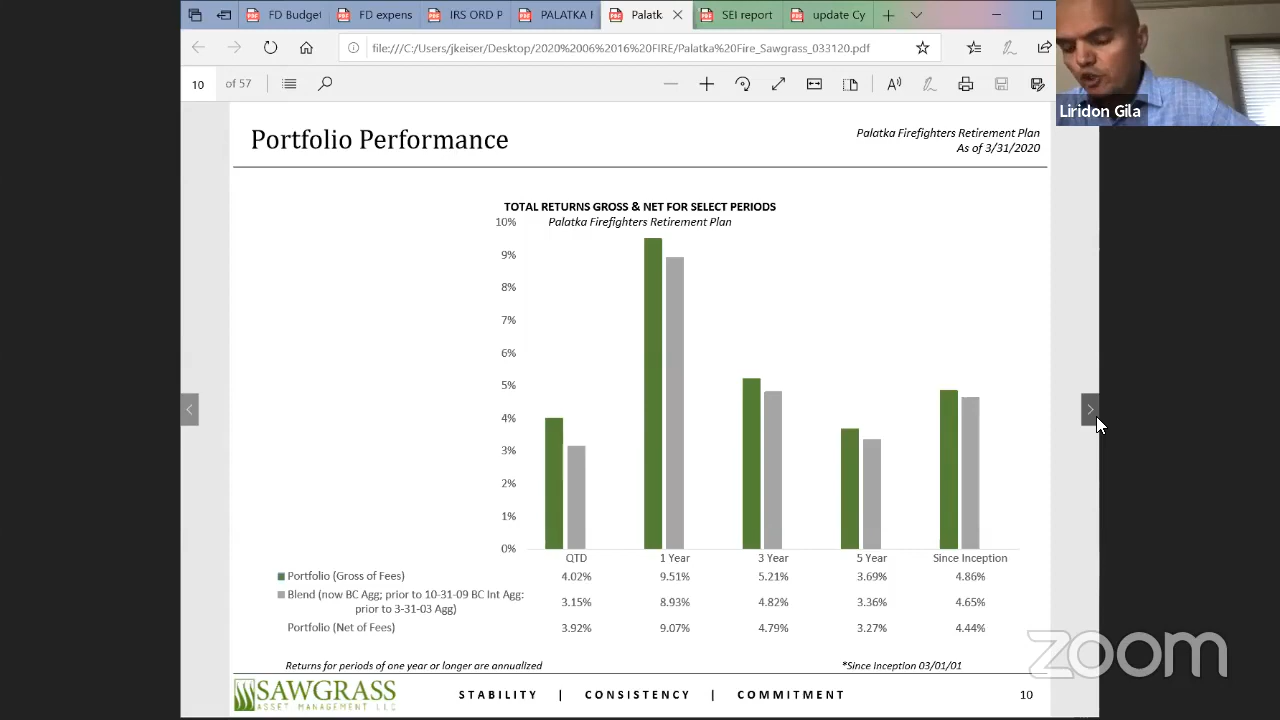 FD Budget
FD expens
IRS ORD P
PALATKA I
Palatk
SEI report
update Cy
file:///C:/Users/jkeiser/Desktop/2020%2006%2016%20FIRE/Palatka%20Fire_Sawgrass_033120.pdf
10 of 57
Liridon Gila
Portfolio Performance
Palatka Firefighters Retirement Plan
As of 3/31/2020
TOTAL RETURNS GROSS & NET FOR SELECT PERIODS
Palatka Firefighters Retirement Plan
10%
9%
8%
7%
6%
5%
4%
3%
2%
1%
0%
QTD 1 Year 3 Year 5 Year Since Inception
Portfolio (Gross of Fees) 4.02% 9.51% 5.21% 3.69% 4.86%
Blend (now BC Agg; prior to 10-31-09 BC Int Agg:
prior to 3-31-03 Agg) 3.15% 8.93% 4.82% 3.36% 4.65%
Portfolio (Net of Fees) 3.92% 9.07% 4.79% 3.27% 4.44%
Returns for periods of one year or longer are annualized
*Since Inception 03/01/01
SAWGRASS
ASSET MANAGEMENT LLC
STABILITY | CONSISTENCY | COMMITMENT
10
zoom